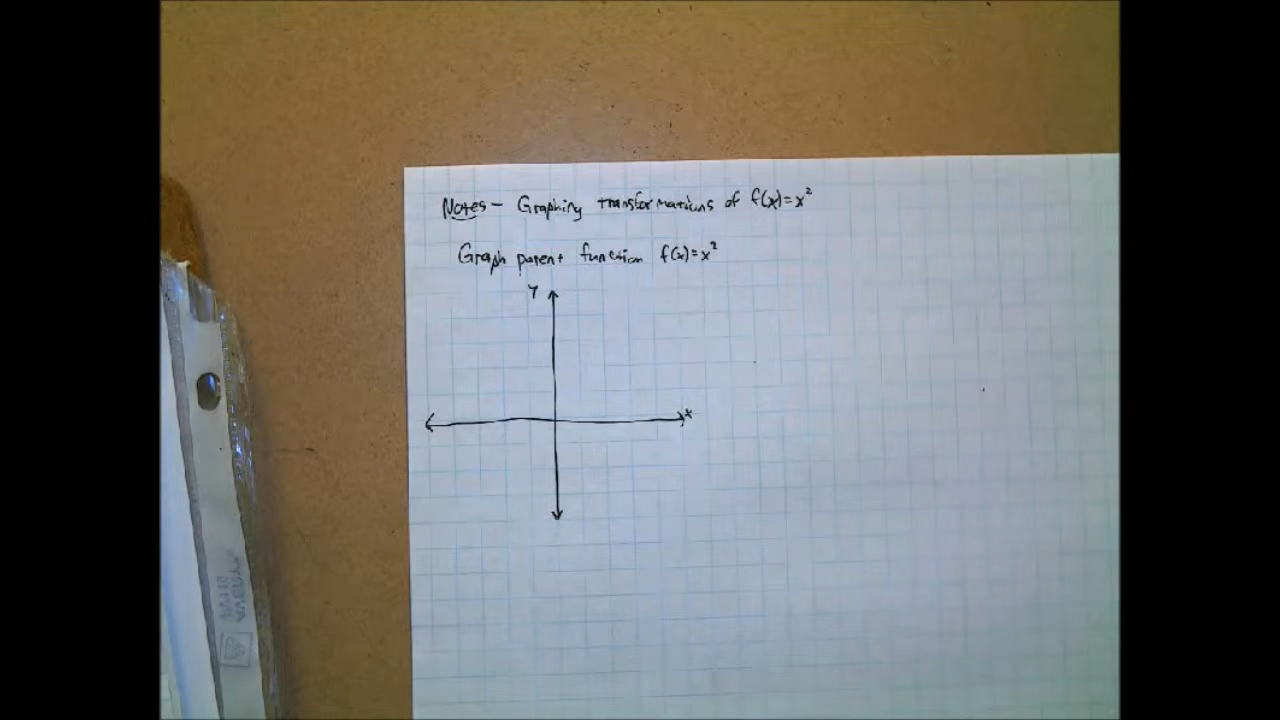 Notes - Graphing transformations of f(x)=x²
Graph parent function f(x)=x²
y
x